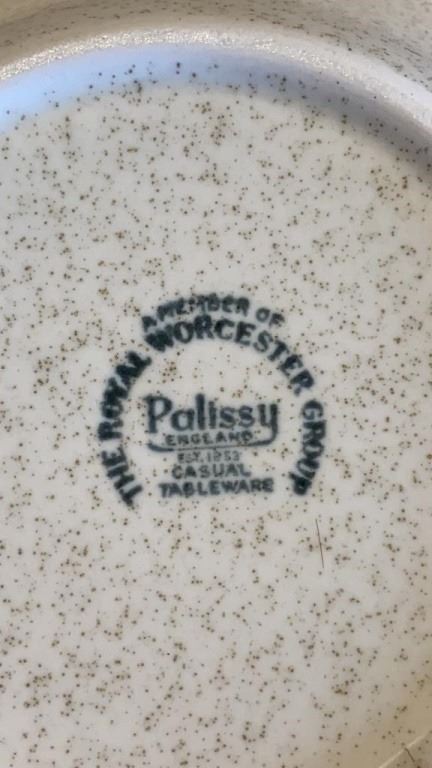 A MEMBER OF
THE ROYAL WORCESTER GROUP
Palissy
ENGLAND
EST. 1853
CASUAL
TABLEWARE